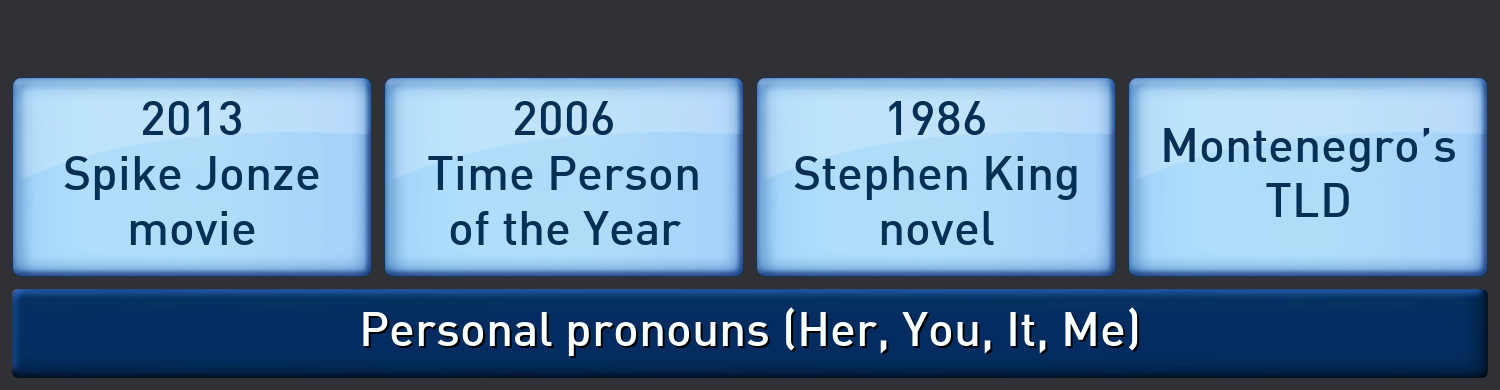 2013
Spike Jonze
movie
2006
Time Person
of the Year
1986
Stephen King
novel
Montenegro’s
TLD
Personal pronouns (Her, You, It, Me)